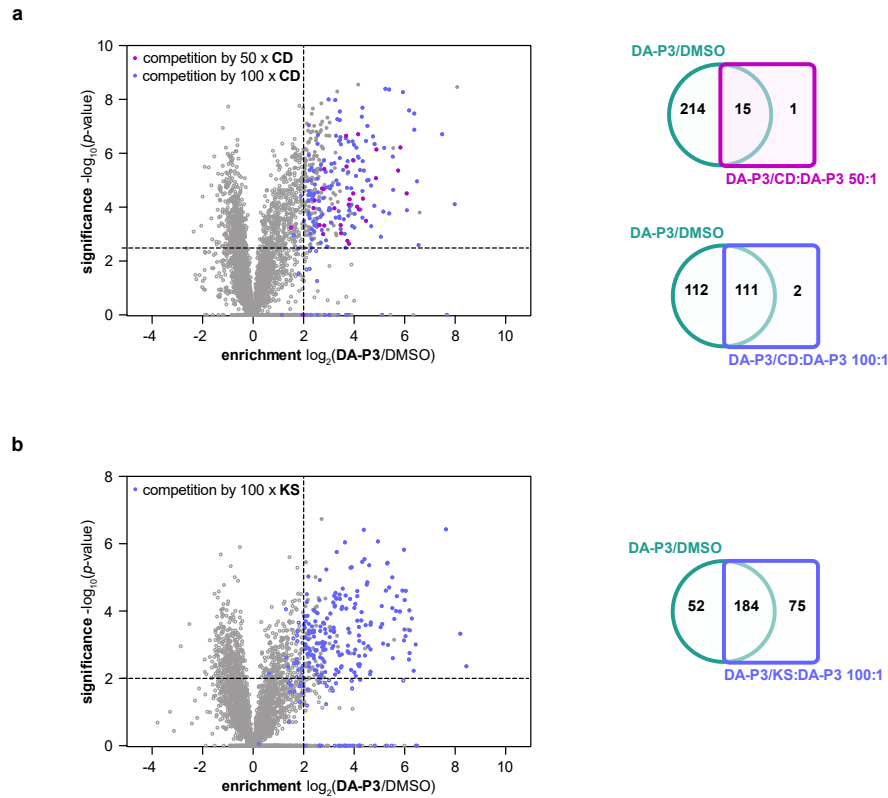 a
10
8
6
4
2
0
significance -log10(p-value)
competition by 50 x CD
competition by 100 x CD
-4 -2 0 2 4 6 8 10
enrichment log2(DA-P3/DMSO)
DA-P3/DMSO
214 15 1
DA-P3/CD:DA-P3 50:1
DA-P3/DMSO
112 111 2
DA-P3/CD:DA-P3 100:1
b
8
6
4
2
0
significance -log10(p-value)
competition by 100 x KS
-4 -2 0 2 4 6 8 10
enrichment log2(DA-P3/DMSO)
DA-P3/DMSO
52 184 75
DA-P3/KS:DA-P3 100:1